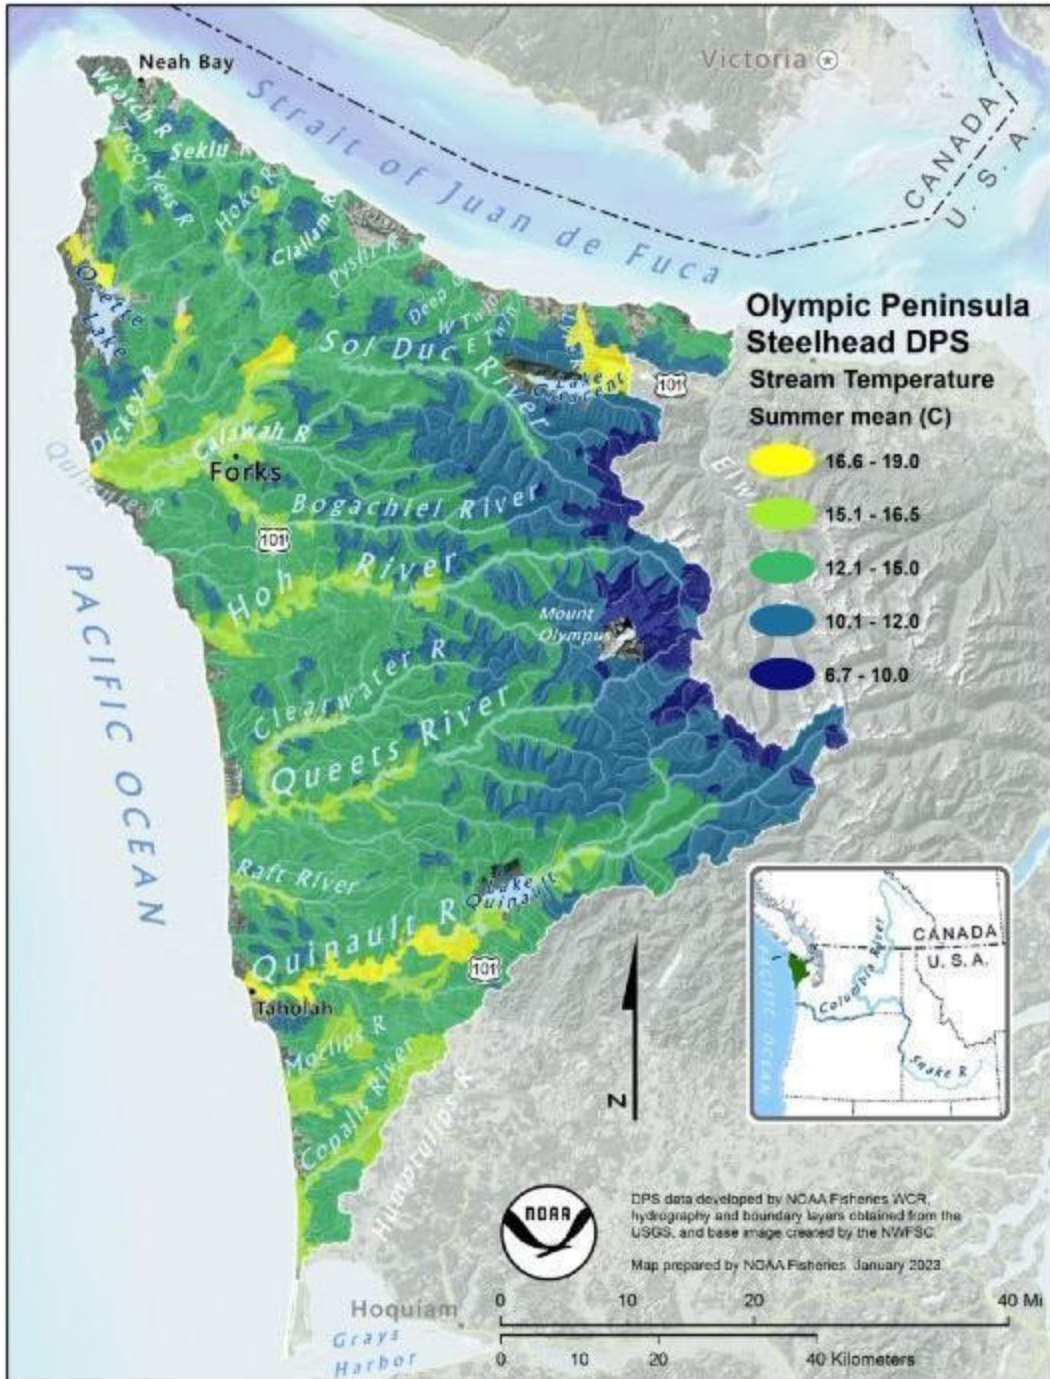 Neah Bay
Victoria
Strait of Juan de Fuca
CANADA
U. S. A.
Waatch R
Tsoo-Yess R
Sekiu R
Hoko R
Clallam R
Pysht R
Deep C
W Twin
E Twin
Ozette
Lake
Sol Duc River
Lake
Crescent
101
Dickey R
Calawah R
Quillayute R
Forks
Bogachiel River
101
Elw
Hoh River
Mount
Olympus
Clearwater R
Queets River
PACIFIC OCEAN
Raft River
Lake
Quinault
Quinault R
101
Taholah
Moclips R
Copalis River
Humptulips R
Hoquiam
Grays
Harbor
Olympic Peninsula
Steelhead DPS
Stream Temperature
Summer mean (C)
16.6 - 19.0
15.1 - 16.5
12.1 - 15.0
10.1 - 12.0
6.7 - 10.0
CANADA
U. S. A.
Columbia River
Snake R
PACIFIC OCEAN
N
NOAA
DPS data developed by NOAA Fisheries WCR,
hydrography and boundary layers obtained from the
USGS, and base image created by the NWFSC.
Map prepared by NOAA Fisheries January 2023
0 10 20 40 Mi
0 10 20 40 Kilometers